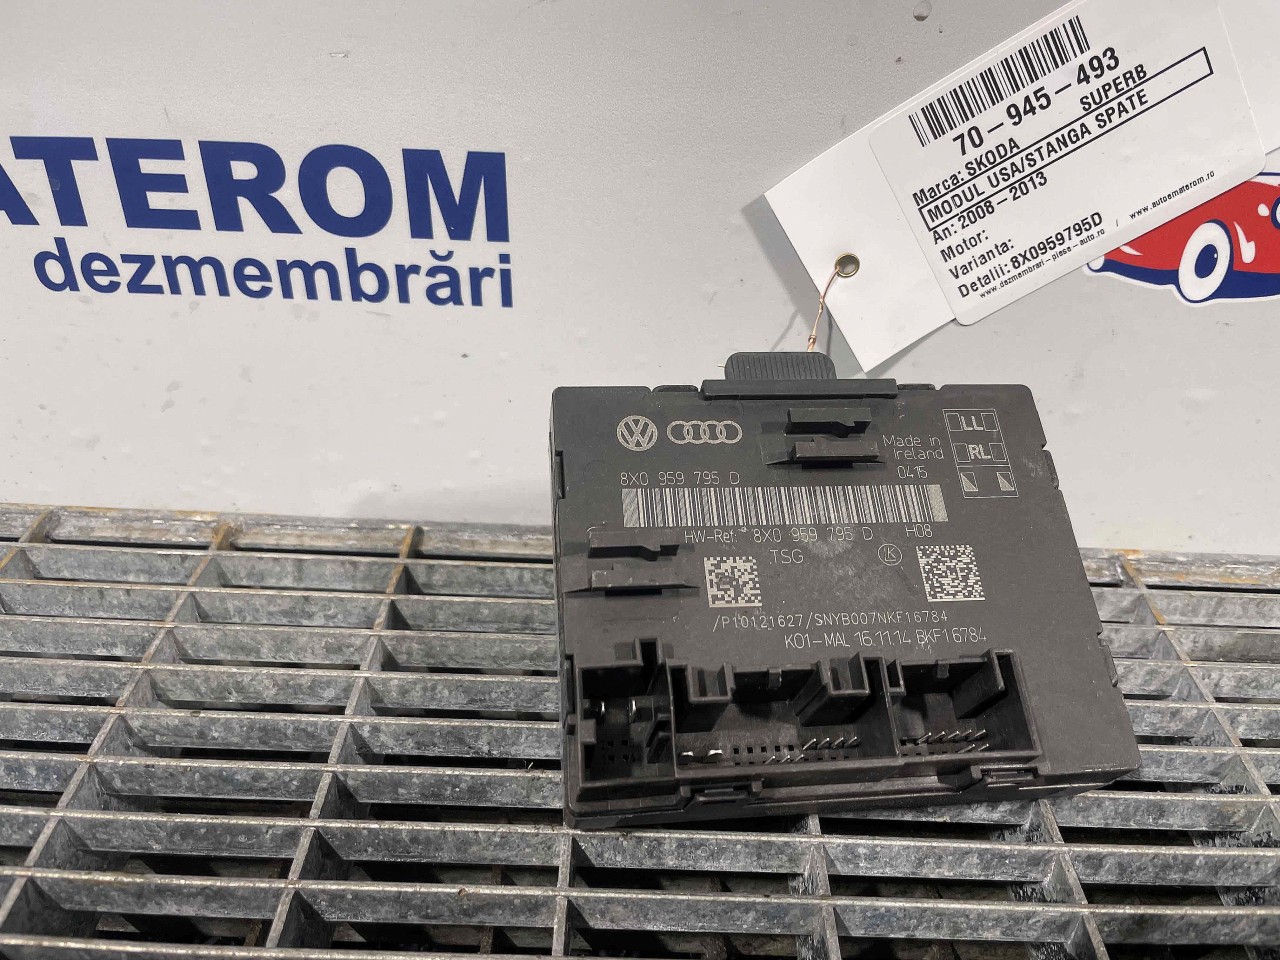 ATEROM
dezmembrări
70-945-493
Marca: SKODA SUPERB
MODUL USA/STANGA SPATE
An: 2008-2013
Motor:
Varianta:
Detalii: 8X0959795D
www.dezmembrari-piese-auto.ro / www.autoematerom.ro
Made in
Ireland
0415
LL
RL
8X0 959 795 D
HW-Ref: 8X0 959 795 D H08
TSG
/P10121627/SNYB007NKF16784
K01-MAL 16.11.14 BKF16784